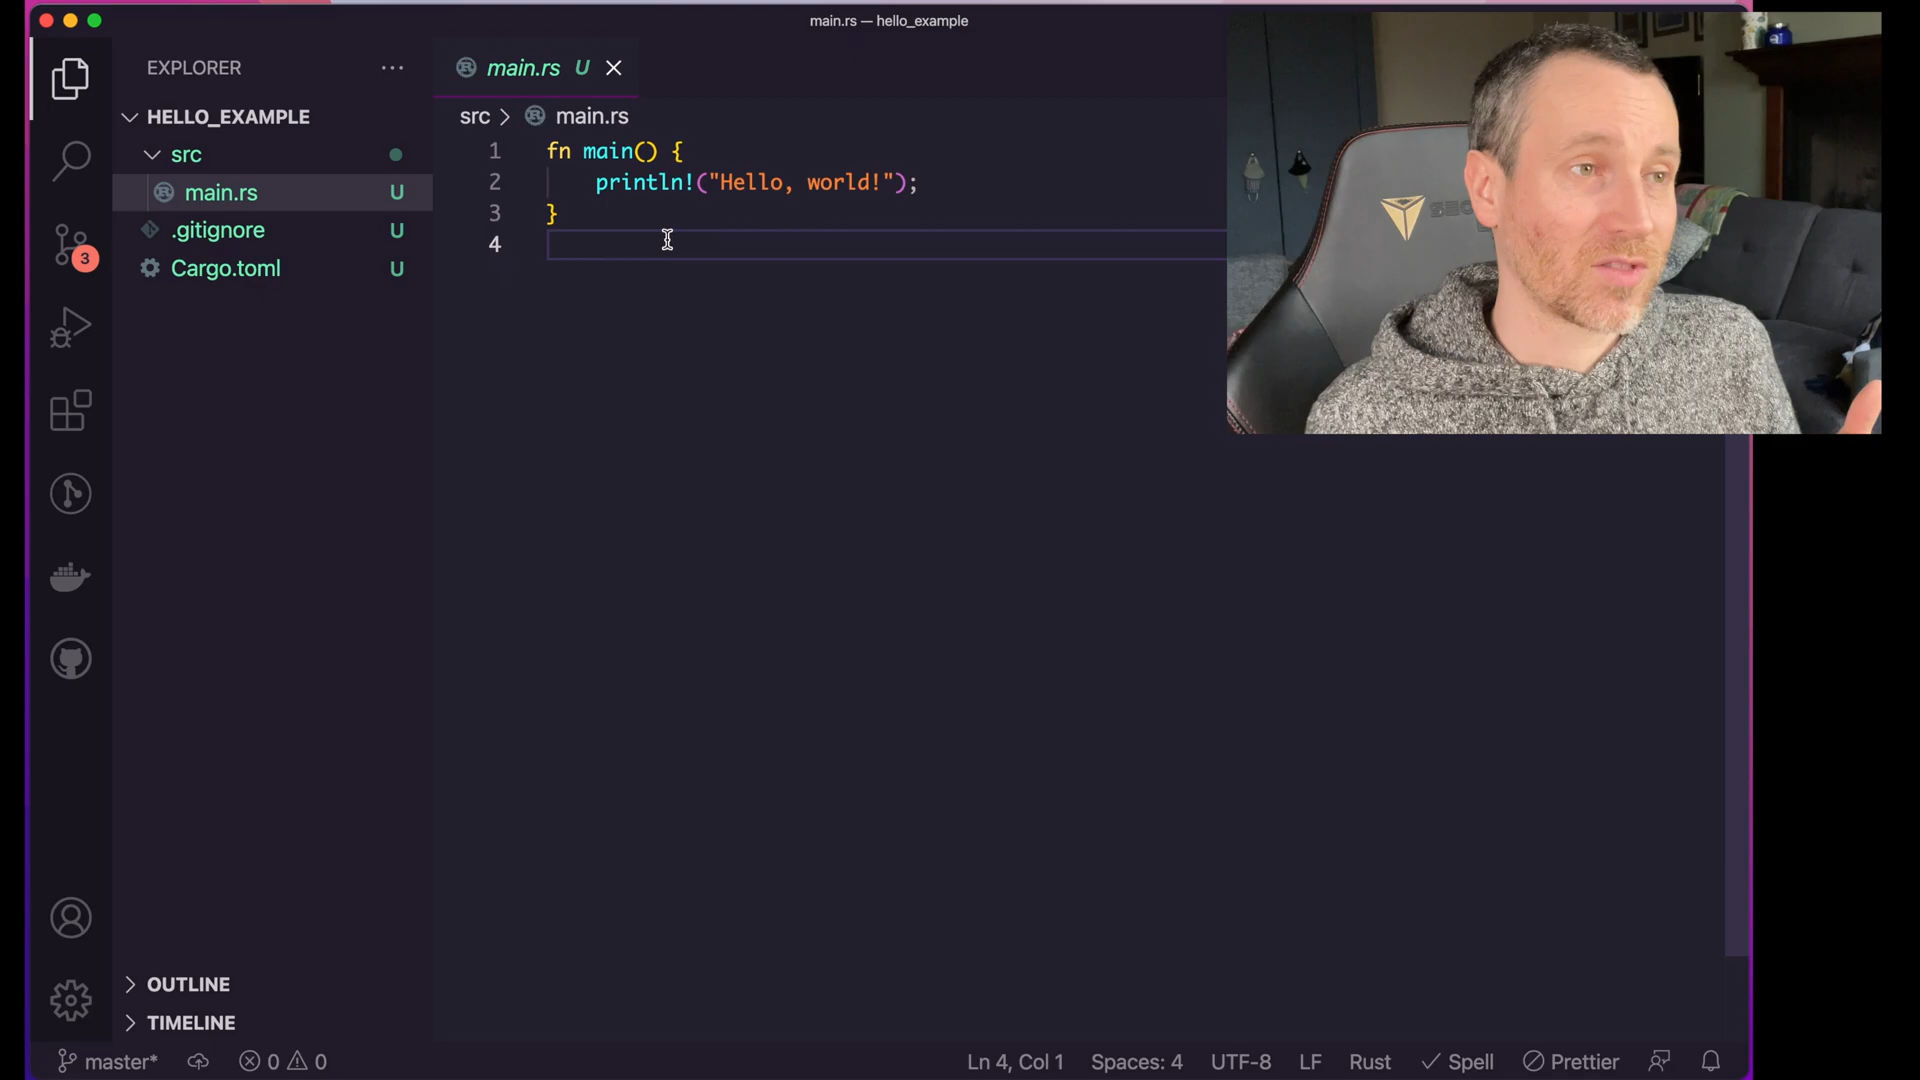 main.rs — hello_example
EXPLORER
HELLO_EXAMPLE
src
main.rs U
.gitignore U
Cargo.toml U
3
OUTLINE
TIMELINE
main.rs U
src > main.rs
1 fn main() {
2 println!("Hello, world!");
3 }
4
master* 0 0
Ln 4, Col 1 Spaces: 4 UTF-8 LF Rust Spell Prettier